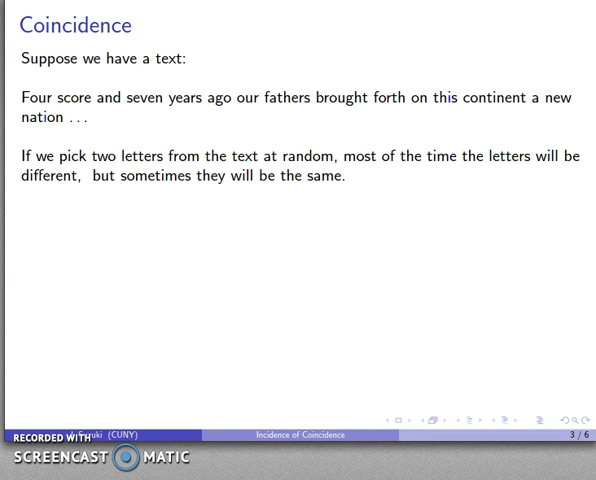 Coincidence
Suppose we have a text:
Four score and seven years ago our fathers brought forth on this continent a new
nation ...
If we pick two letters from the text at random, most of the time the letters will be
different, but sometimes they will be the same.
(CUNY) Incidence of Coincidence 3 / 6
RECORDED WITH
SCREENCAST MATIC